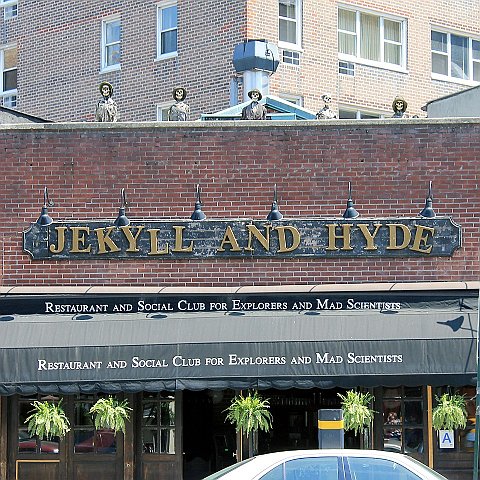 JEKYLL AND HYDE
RESTAURANT AND SOCIAL CLUB FOR EXPLORERS AND MAD SCIENTISTS
RESTAURANT AND SOCIAL CLUB FOR EXPLORERS AND MAD SCIENTISTS
A